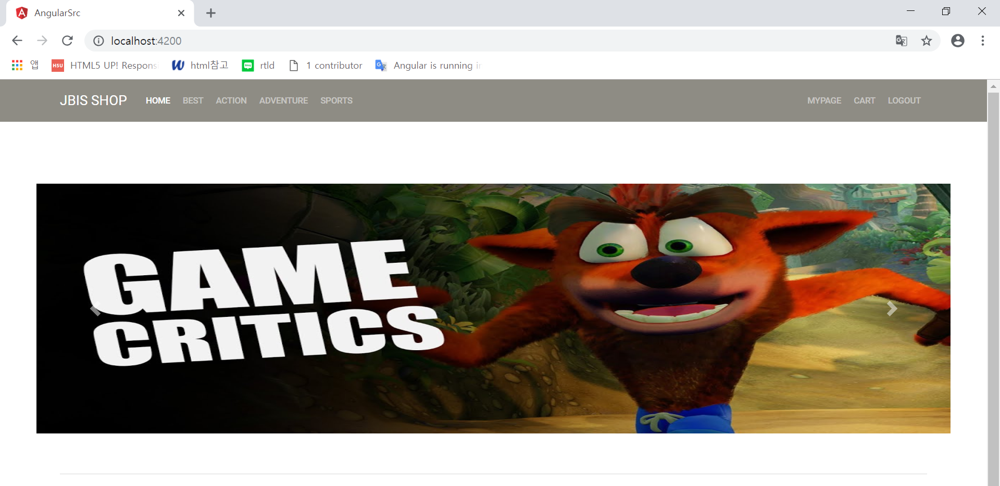 AngularSrc
localhost:4200
앱 HTML5 UP! Respons html참고 rtld 1 contributor Angular is running in
JBIS SHOP HOME BEST ACTION ADVENTURE SPORTS MYPAGE CART LOGOUT
GAME
CRITICS